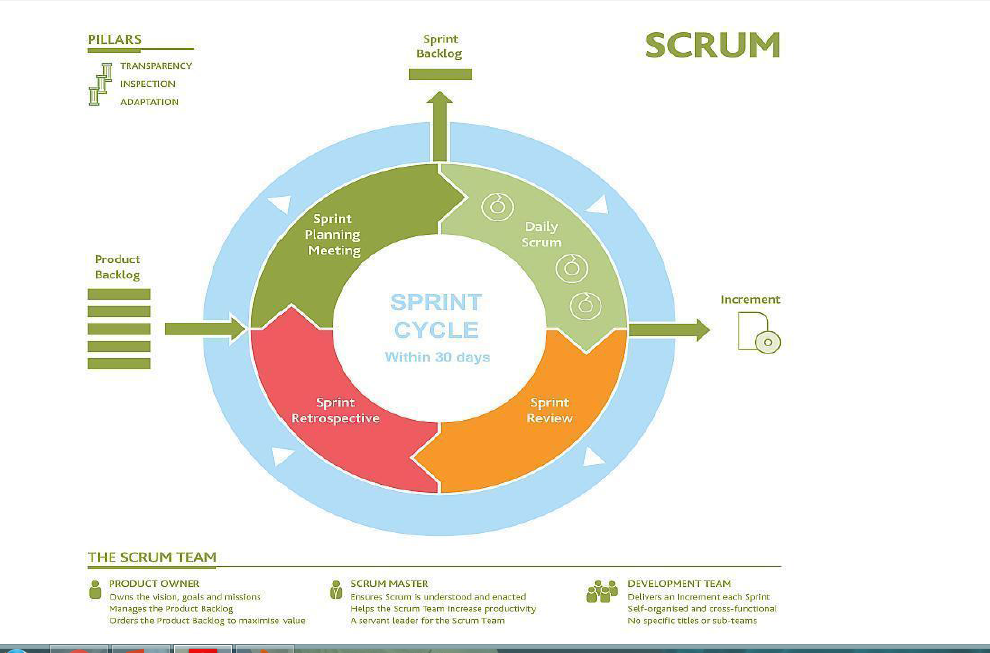 PILLARS
TRANSPARENCY
INSPECTION
ADAPTATION
Sprint
Backlog
SCRUM
Sprint
Planning
Meeting
Daily
Scrum
Product
Backlog
SPRINT
CYCLE
Within 30 days
Increment
Sprint
Retrospective
Sprint
Review
THE SCRUM TEAM
PRODUCT OWNER
Owns the vision, goals and missions
Manages the Product Backlog
Orders the Product Backlog to maximise value
SCRUM MASTER
Ensures Scrum is understood and enacted
Helps the Scrum Team increase productivity
A servant leader for the Scrum Team
DEVELOPMENT TEAM
Delivers an Increment each Sprint
Self-organised and cross-functional
No specific titles or sub-teams